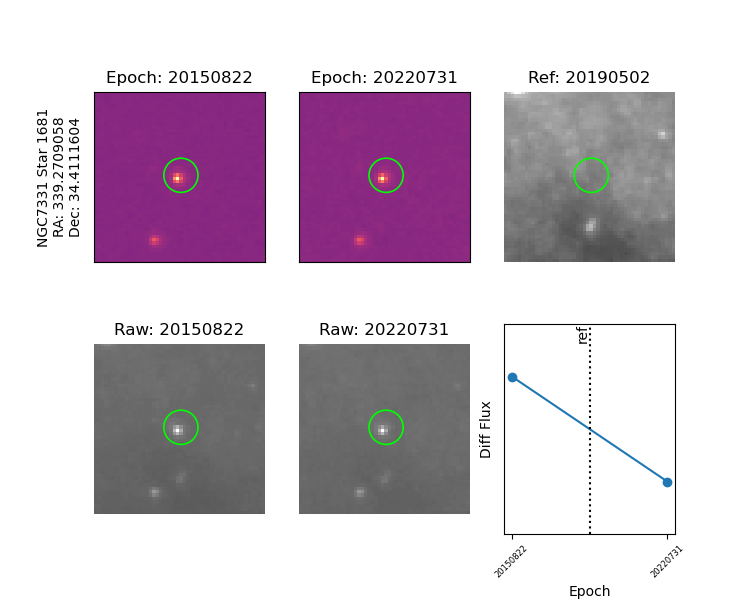 NGC7331 Star 1681
RA: 339.2709058
Dec: 34.4111604
Epoch: 20150822
Epoch: 20220731
Ref: 20190502
Raw: 20150822
Raw: 20220731
ref
Diff Flux
20150822
20220731
Epoch